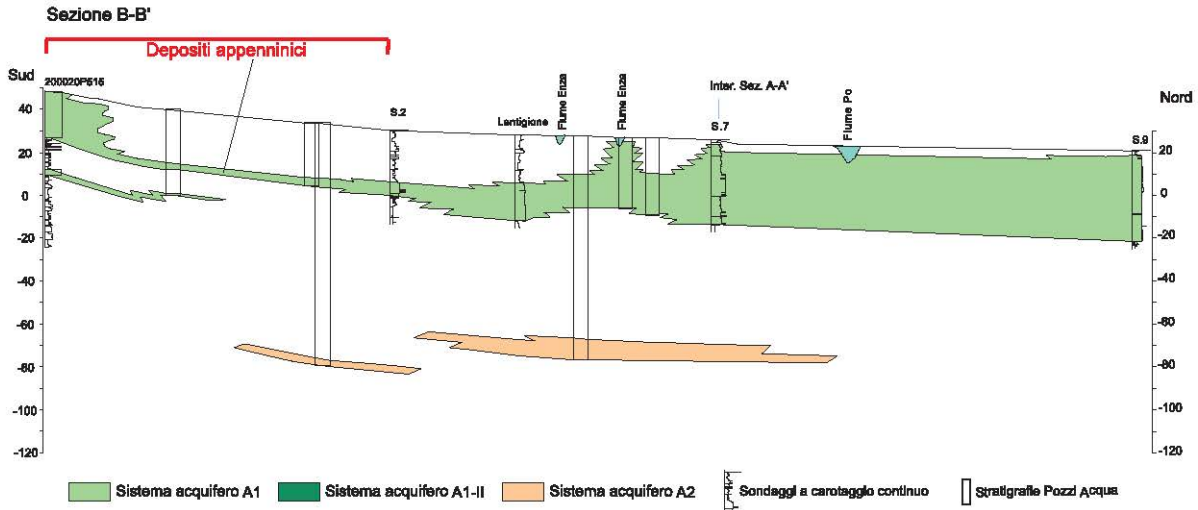 Sezione B-B'
Depositi appenninici
Sud
200020P515
S.2
Lentigione
Fiume Enza
Fiume Enza
Inter. Sez. A-A'
S.7
Fiume Po
Nord
S.9
40
20
0
-20
-40
-60
-80
-100
-120
20
0
-20
-40
-60
-80
-100
-120
Sistema acquifero A1
Sistema acquifero A1-II
Sistema acquifero A2
Sondaggi a carotaggio continuo
Stratigrafie Pozzi Acqua